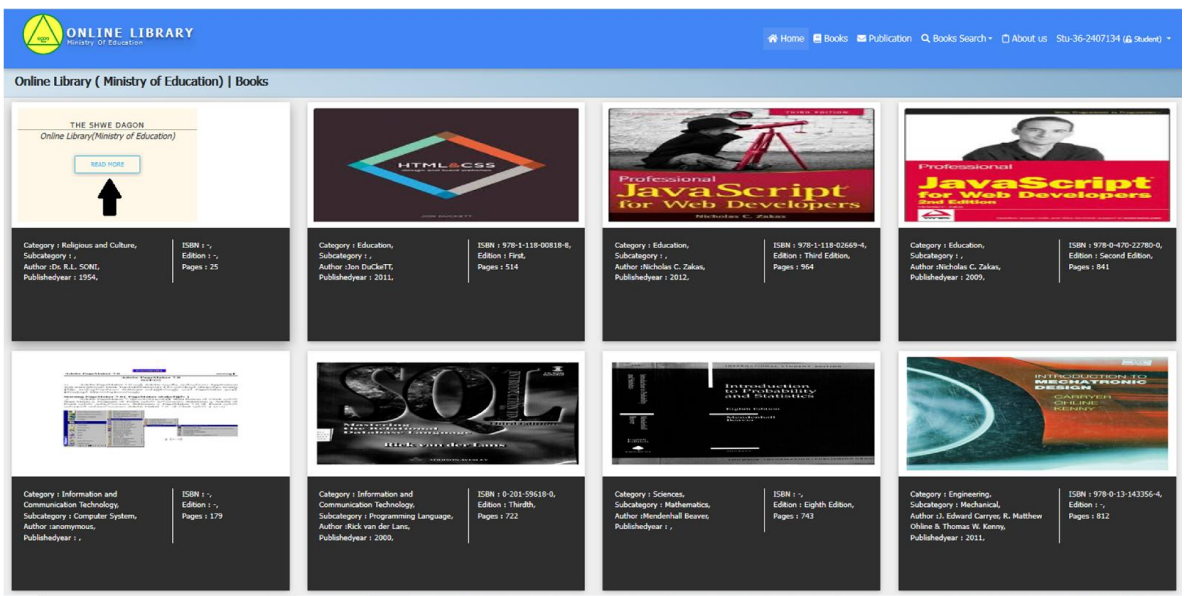 ONLINE LIBRARY
Ministry Of Education
Home Books Publication Books Search About us Stu-36-2407134 (Student)
Online Library ( Ministry of Education) | Books
THE SHWE DAGON
Online Library(Ministry of Education)
READ MORE
Category : Religious and Culture,
Subcategory : ,
Author :Dr. R.L. SONI,
Publishedyear : 1954,
ISBN : -,
Edition : -,
Pages : 25
HTML&CSS
design and build websites
JON DUCKETT
Category : Education,
Subcategory : ,
Author :Jon DuCkeTT,
Publishedyear : 2011,
ISBN : 978-1-118-00818-8,
Edition : First,
Pages : 514
THIRD EDITION
Professional
JavaScript
for Web Developers
Nicholas C. Zakas
Category : Education,
Subcategory : ,
Author :Nicholas C. Zakas,
Publishedyear : 2012,
ISBN : 978-1-118-02669-4,
Edition : Third Edition,
Pages : 964
Professional
JavaScript
for Web Developers
2nd Edition
Category : Education,
Subcategory : ,
Author :Nicholas C. Zakas,
Publishedyear : 2009,
ISBN : 978-0-470-22780-0,
Edition : Second Edition,
Pages : 841
Category : Information and
Communication Technology,
Subcategory : Computer System,
Author :anomymous,
Publishedyear : ,
ISBN : -,
Edition : -,
Pages : 179
SQL
INTRODUCTION TO
Third Edition
Mastering
the Relational
Database Language
Rick van der Lans
Category : Information and
Communication Technology,
Subcategory : Programming Language,
Author :Rick van der Lans,
Publishedyear : 2000,
ISBN : 0-201-59618-0,
Edition : Thirdth,
Pages : 722
INTERNATIONAL STUDENT EDITION
Introduction
to Probability
and Statistics
Eighth Edition
Mendenhall
Beaver
Category : Sciences,
Subcategory : Mathematics,
Author :Mendenhall Beaver,
Publishedyear : ,
ISBN : -,
Edition : Eighth Edition,
Pages : 743
INTRODUCTION TO
MECHATRONIC
DESIGN
CARRYER
OHLINE
KENNY
Category : Engineering,
Subcategory : Mechanical,
Author :J. Edward Carryer, R. Matthew
Ohline & Thomas W. Kenny,
Publishedyear : 2011,
ISBN : 978-0-13-143356-4,
Edition : -,
Pages : 812